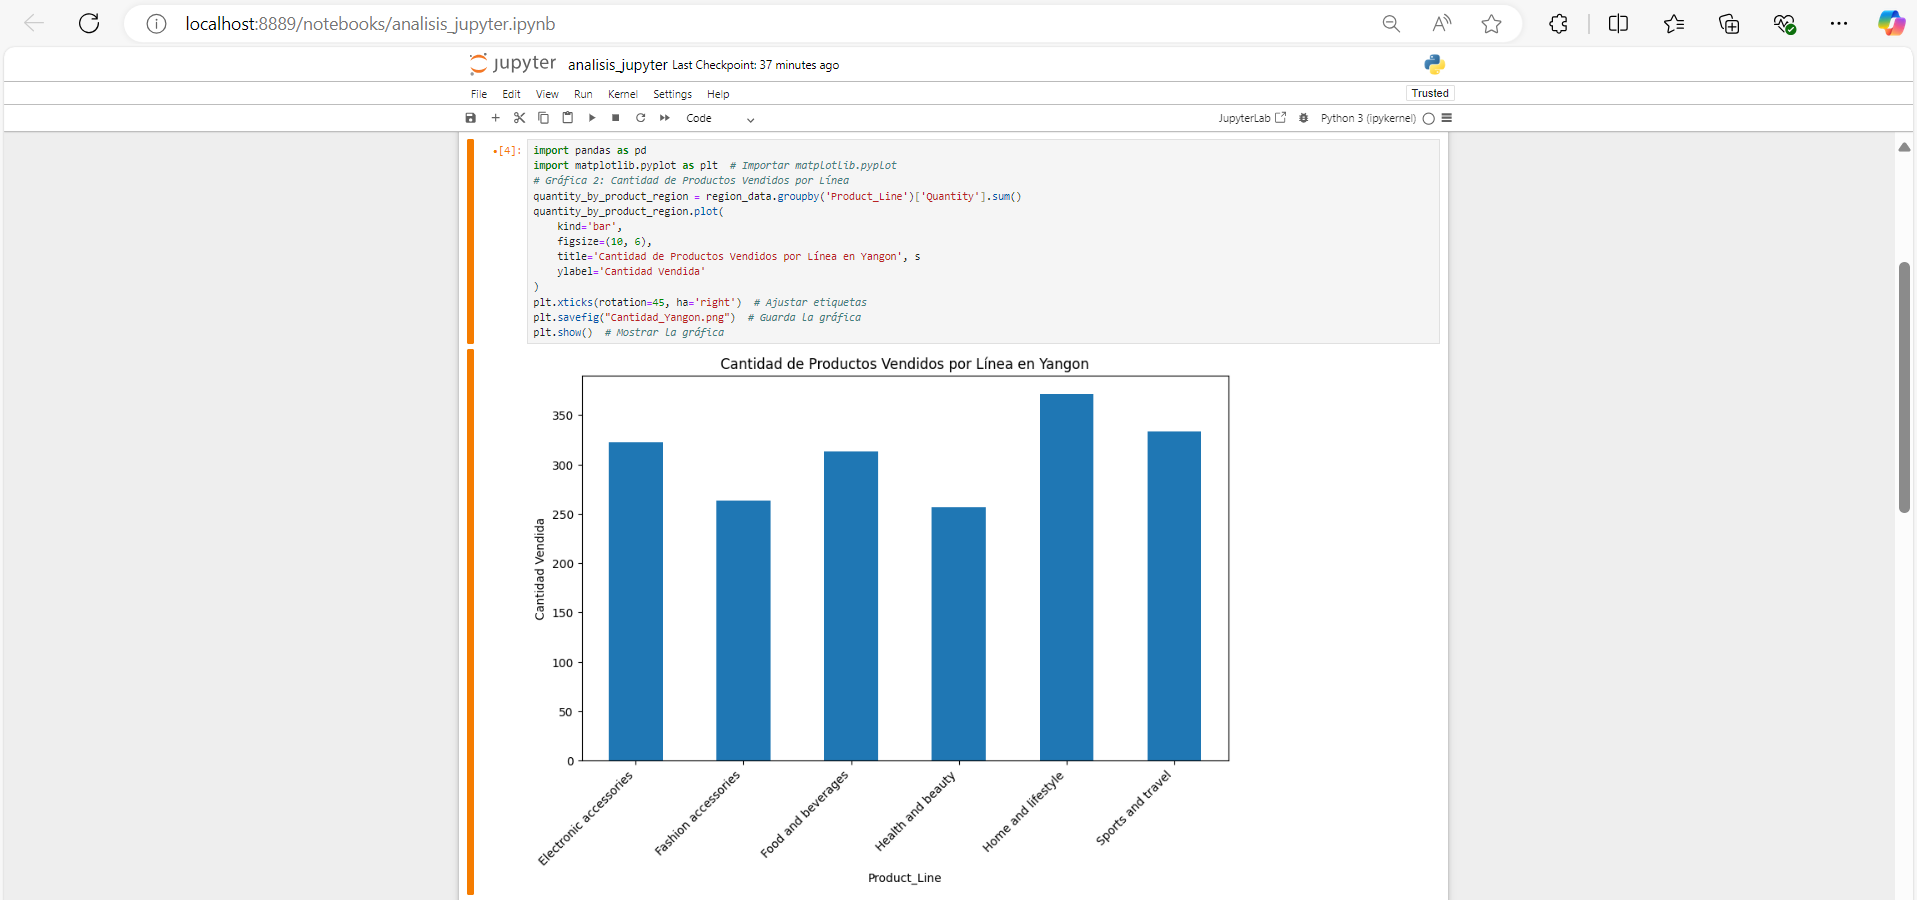 localhost:8889/notebooks/analisis_jupyter.ipynb
jupyter analisis_jupyter Last Checkpoint: 37 minutes ago
File Edit View Run Kernel Settings Help Trusted
Code JupyterLab Python 3 (ipykernel)
•[4]:
import pandas as pd
import matplotlib.pyplot as plt  # Importar matplotlib.pyplot
# Gráfica 2: Cantidad de Productos Vendidos por Línea
quantity_by_product_region = region_data.groupby('Product_Line')['Quantity'].sum()
quantity_by_product_region.plot(
    kind='bar',
    figsize=(10, 6),
    title='Cantidad de Productos Vendidos por Línea en Yangon', s
    ylabel='Cantidad Vendida'
)
plt.xticks(rotation=45, ha='right')  # Ajustar etiquetas
plt.savefig("Cantidad_Yangon.png")  # Guarda la gráfica
plt.show()  # Mostrar la gráfica
Cantidad de Productos Vendidos por Línea en Yangon
350
300
250
200
150
100
50
0
Cantidad Vendida
Electronic accessories
Fashion accessories
Food and beverages
Health and beauty
Home and lifestyle
Sports and travel
Product_Line